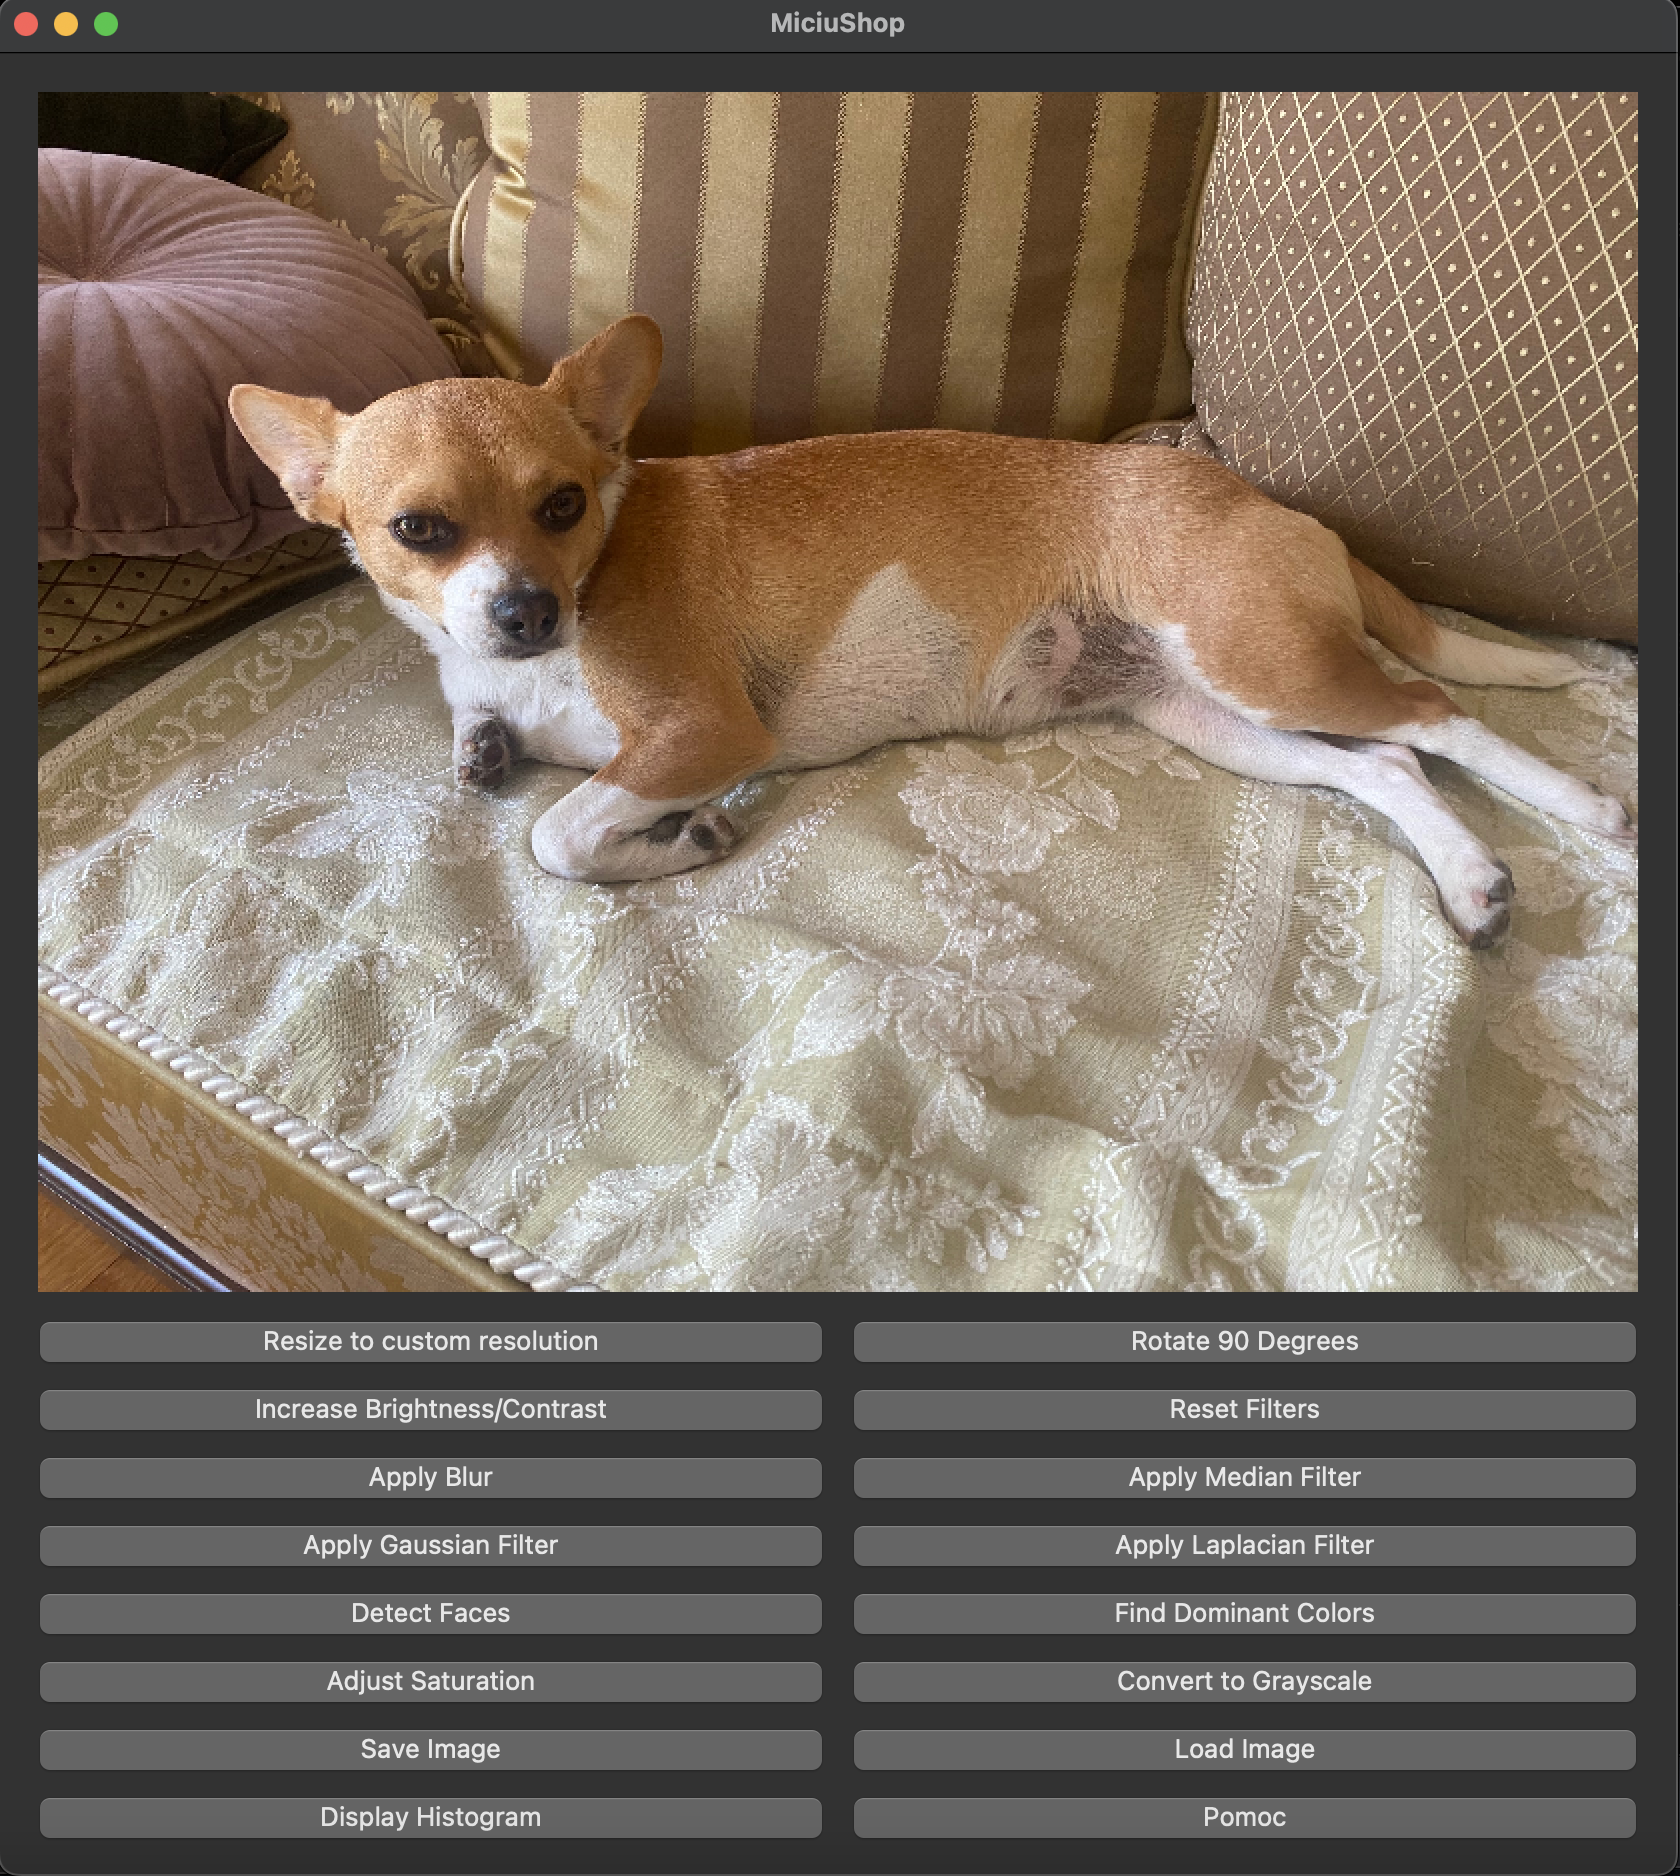 MiciuShop
Resize to custom resolution
Rotate 90 Degrees
Increase Brightness/Contrast
Reset Filters
Apply Blur
Apply Median Filter
Apply Gaussian Filter
Apply Laplacian Filter
Detect Faces
Find Dominant Colors
Adjust Saturation
Convert to Grayscale
Save Image
Load Image
Display Histogram
Pomoc